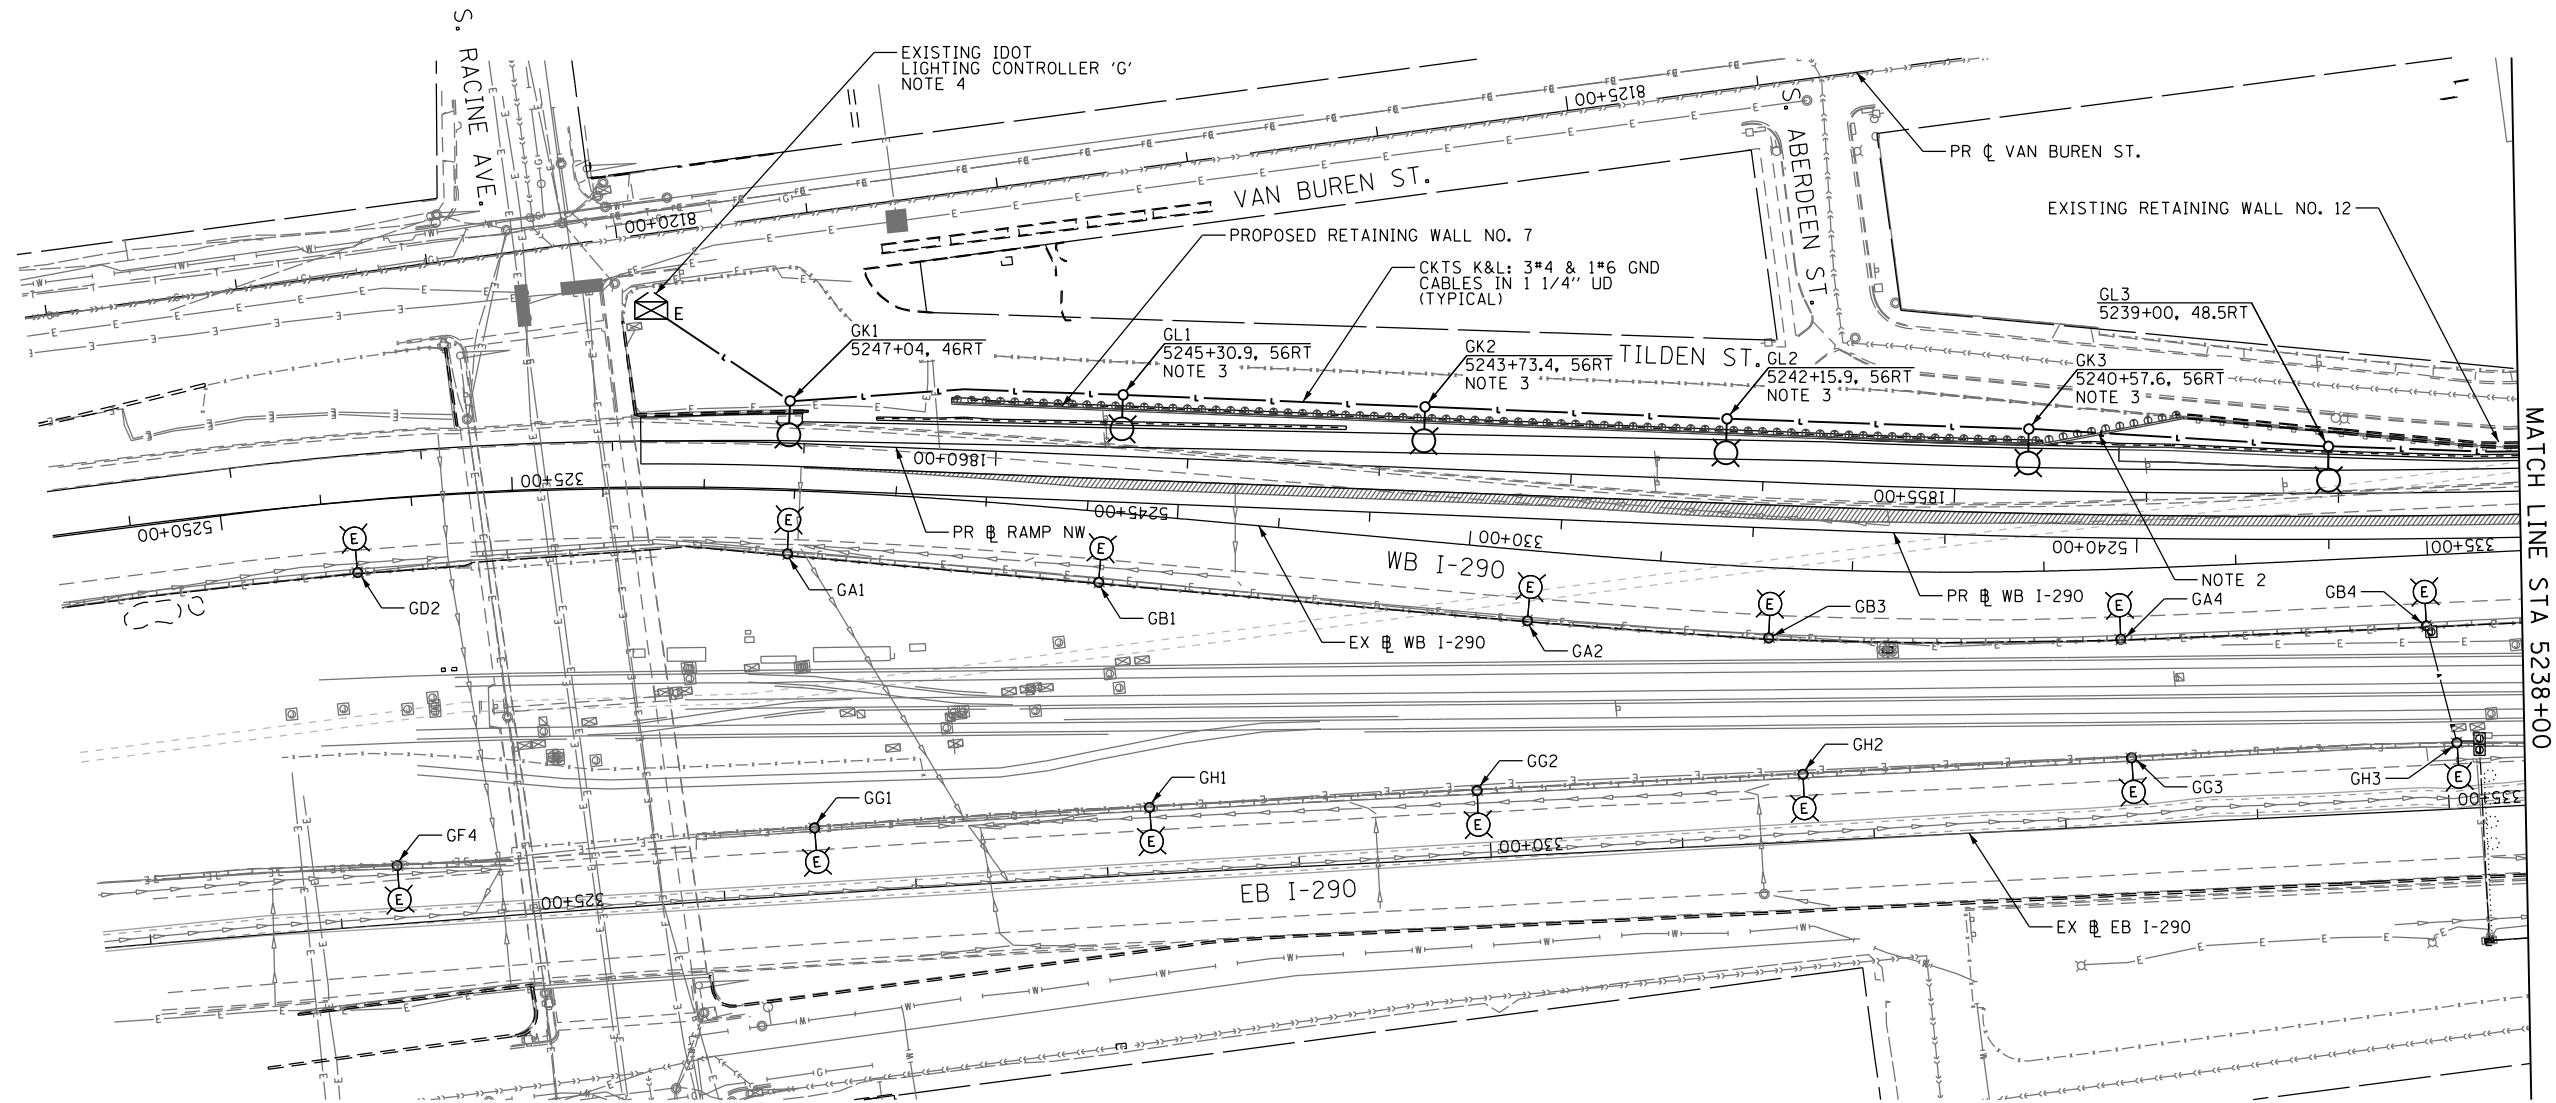 S. RACINE AVE.
EXISTING IDOT
LIGHTING CONTROLLER 'G'
NOTE 4
8125+00
S. ABERDEEN ST.
PR ℄ VAN BUREN ST.
VAN BUREN ST.
8120+00
EXISTING RETAINING WALL NO. 12
PROPOSED RETAINING WALL NO. 7
CKTS K&L: 3#4 & 1#6 GND
CABLES IN 1 1/4" UD
(TYPICAL)
E
GK1
5247+04, 46RT
GL1
5245+30.9, 56RT
NOTE 3
GK2
5243+73.4, 56RT
NOTE 3
TILDEN ST.
GL2
5242+15.9, 56RT
NOTE 3
GK3
5240+57.6, 56RT
NOTE 3
GL3
5239+00, 48.5RT
MATCH LINE STA 5238+00
1860+00
1855+00
325+00
5250+00
5245+00
330+00
5240+00
335+00
PR BL RAMP NW
WB I-290
EX BL WB I-290
PR BL WB I-290
NOTE 2
E
E
E
E
E
E
E
GD2
GA1
GB1
GA2
GB3
GA4
GB4
GF4
GG1
GH1
GG2
GH2
GG3
GH3
E
E
E
E
E
E
E
325+00
330+00
335+00
EB I-290
EX BL EB I-290